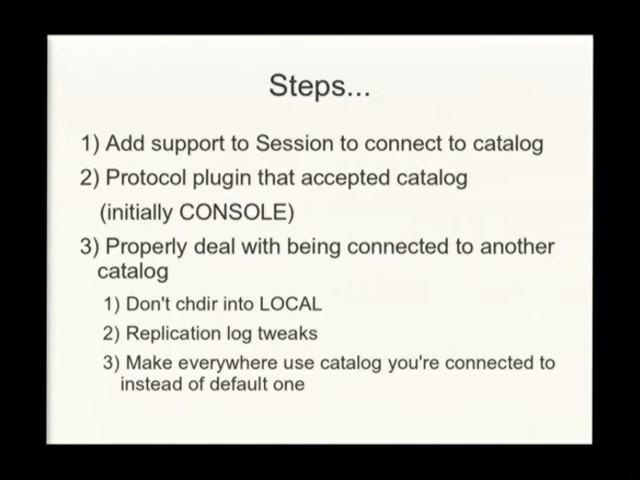 Steps...
1) Add support to Session to connect to catalog
2) Protocol plugin that accepted catalog
(initially CONSOLE)
3) Properly deal with being connected to another
catalog
1) Don't chdir into LOCAL
2) Replication log tweaks
3) Make everywhere use catalog you're connected to
instead of default one